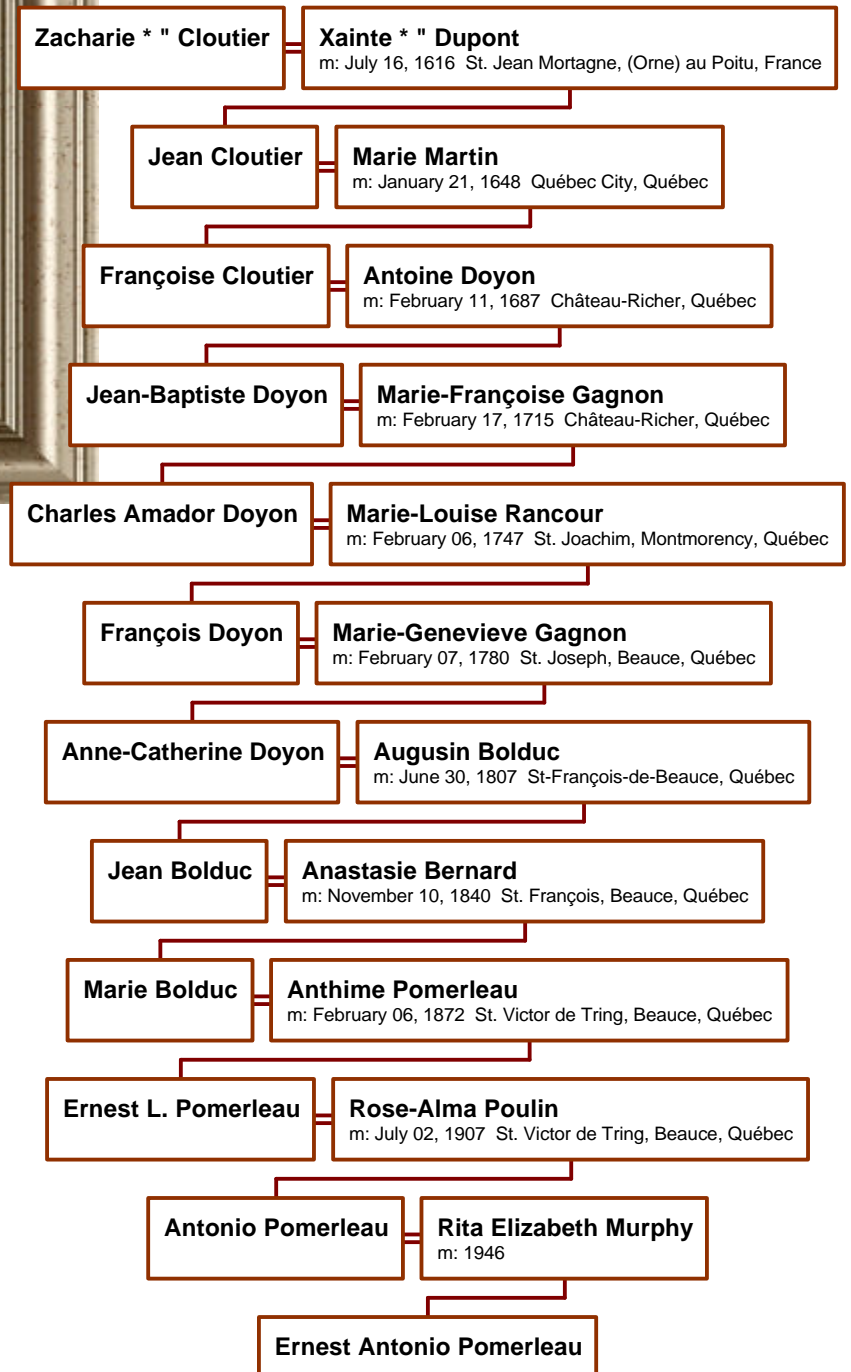 Zacharie * " Cloutier
Xainte * " Dupont
m: July 16, 1616 St. Jean Mortagne, (Orne) au Poitu, France
Jean Cloutier
Marie Martin
m: January 21, 1648 Québec City, Québec
Françoise Cloutier
Antoine Doyon
m: February 11, 1687 Château-Richer, Québec
Jean-Baptiste Doyon
Marie-Françoise Gagnon
m: February 17, 1715 Château-Richer, Québec
Charles Amador Doyon
Marie-Louise Rancour
m: February 06, 1747 St. Joachim, Montmorency, Québec
François Doyon
Marie-Genevieve Gagnon
m: February 07, 1780 St. Joseph, Beauce, Québec
Anne-Catherine Doyon
Augusin Bolduc
m: June 30, 1807 St-François-de-Beauce, Québec
Jean Bolduc
Anastasie Bernard
m: November 10, 1840 St. François, Beauce, Québec
Marie Bolduc
Anthime Pomerleau
m: February 06, 1872 St. Victor de Tring, Beauce, Québec
Ernest L. Pomerleau
Rose-Alma Poulin
m: July 02, 1907 St. Victor de Tring, Beauce, Québec
Antonio Pomerleau
Rita Elizabeth Murphy
m: 1946
Ernest Antonio Pomerleau